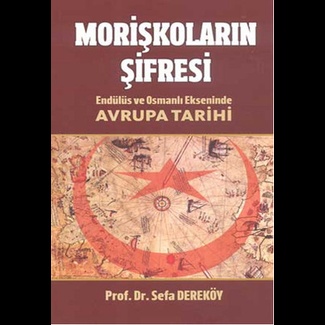 MORİŞKOLARIN
ŞİFRESİ
Endülüs ve Osmanlı Ekseninde
AVRUPA TARİHİ
Prof. Dr. Sefa DEREKÖY